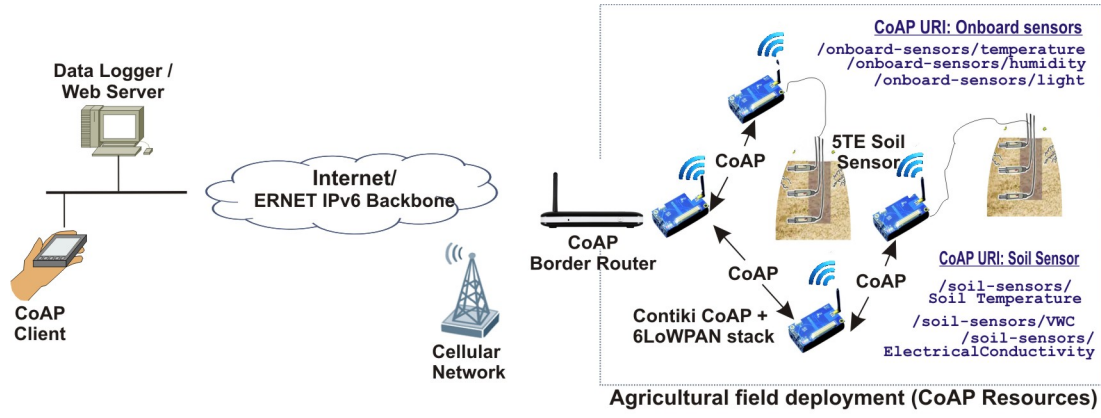 Data Logger /
Web Server
CoAP
Client
Internet/
ERNET IPv6 Backbone
Cellular
Network
CoAP
Border Router
CoAP
5TE Soil
Sensor
CoAP
CoAP
Contiki CoAP +
6LoWPAN stack
CoAP URI: Onboard sensors
/onboard-sensors/temperature
/onboard-sensors/humidity
/onboard-sensors/light
CoAP URI: Soil Sensor
/soil-sensors/
Soil Temperature
/soil-sensors/VWC
/soil-sensors/
ElectricalConductivity
Agricultural field deployment (CoAP Resources)